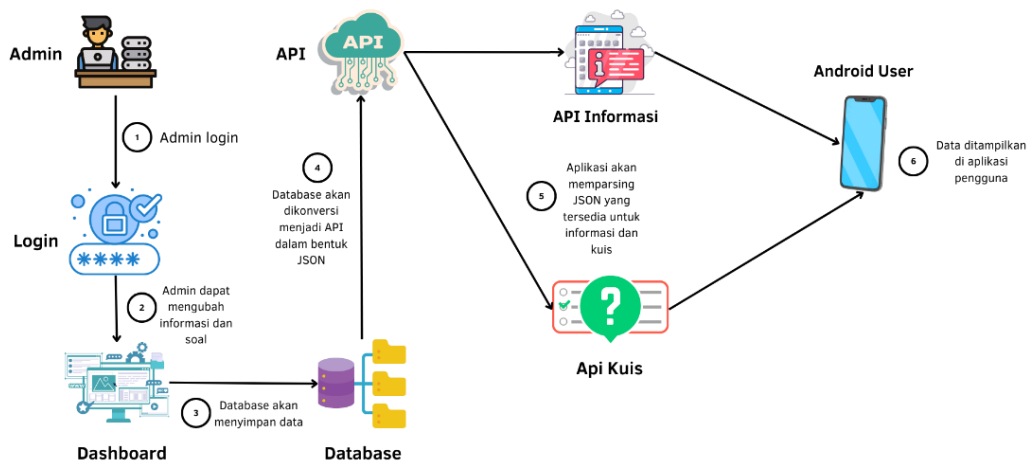 Admin
1
Admin login
Login
* * * *
2
Admin dapat
mengubah
informasi dan
soal
Dashboard
3
Database akan
menyimpan data
Database
4
Database akan
dikonversi
menjadi API
dalam bentuk
JSON
API
API
i
API Informasi
5
Aplikasi akan
memparsing
JSON yang
tersedia untuk
informasi dan
kuis
?
Api Kuis
Android User
6
Data ditampilkan
di aplikasi
pengguna